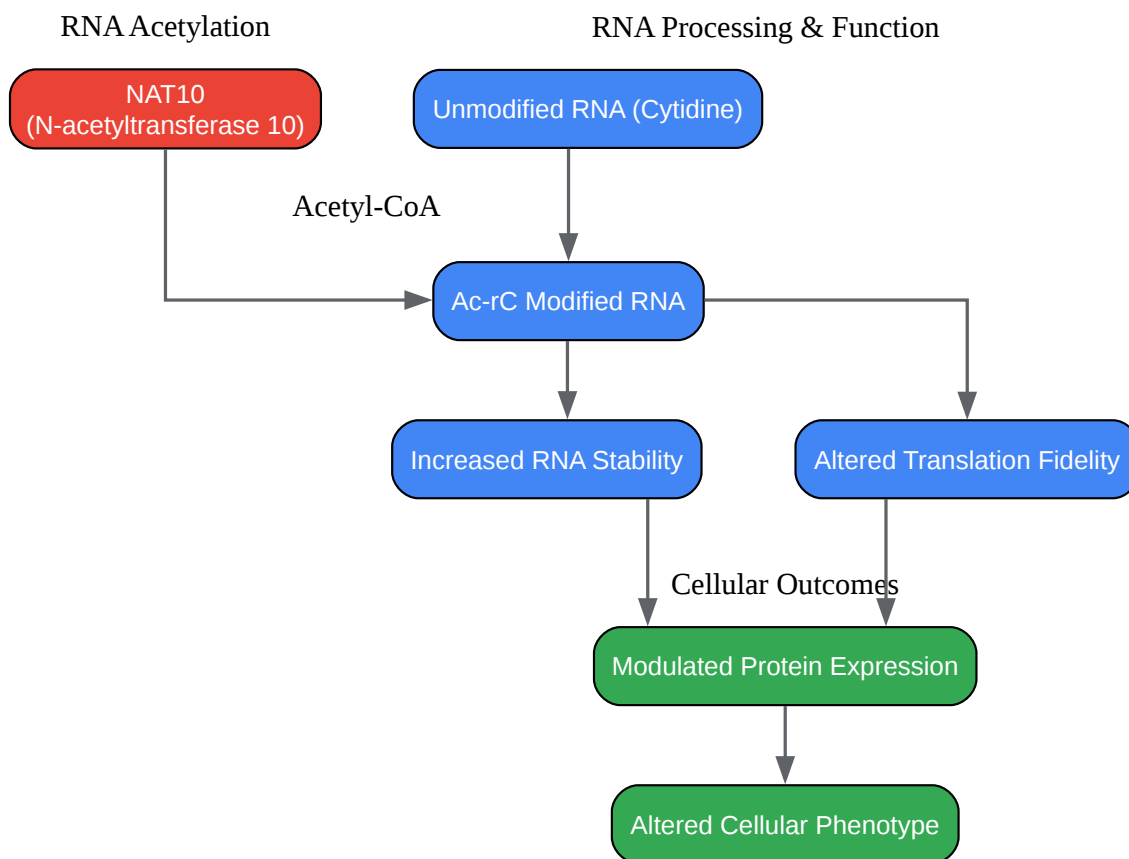 RNA Acetylation
RNA Processing & Function
NAT10
(N-acetyltransferase 10)
Unmodified RNA (Cytidine)
Acetyl-CoA
Ac-rC Modified RNA
Increased RNA Stability
Altered Translation Fidelity
Cellular Outcomes
Modulated Protein Expression
Altered Cellular Phenotype